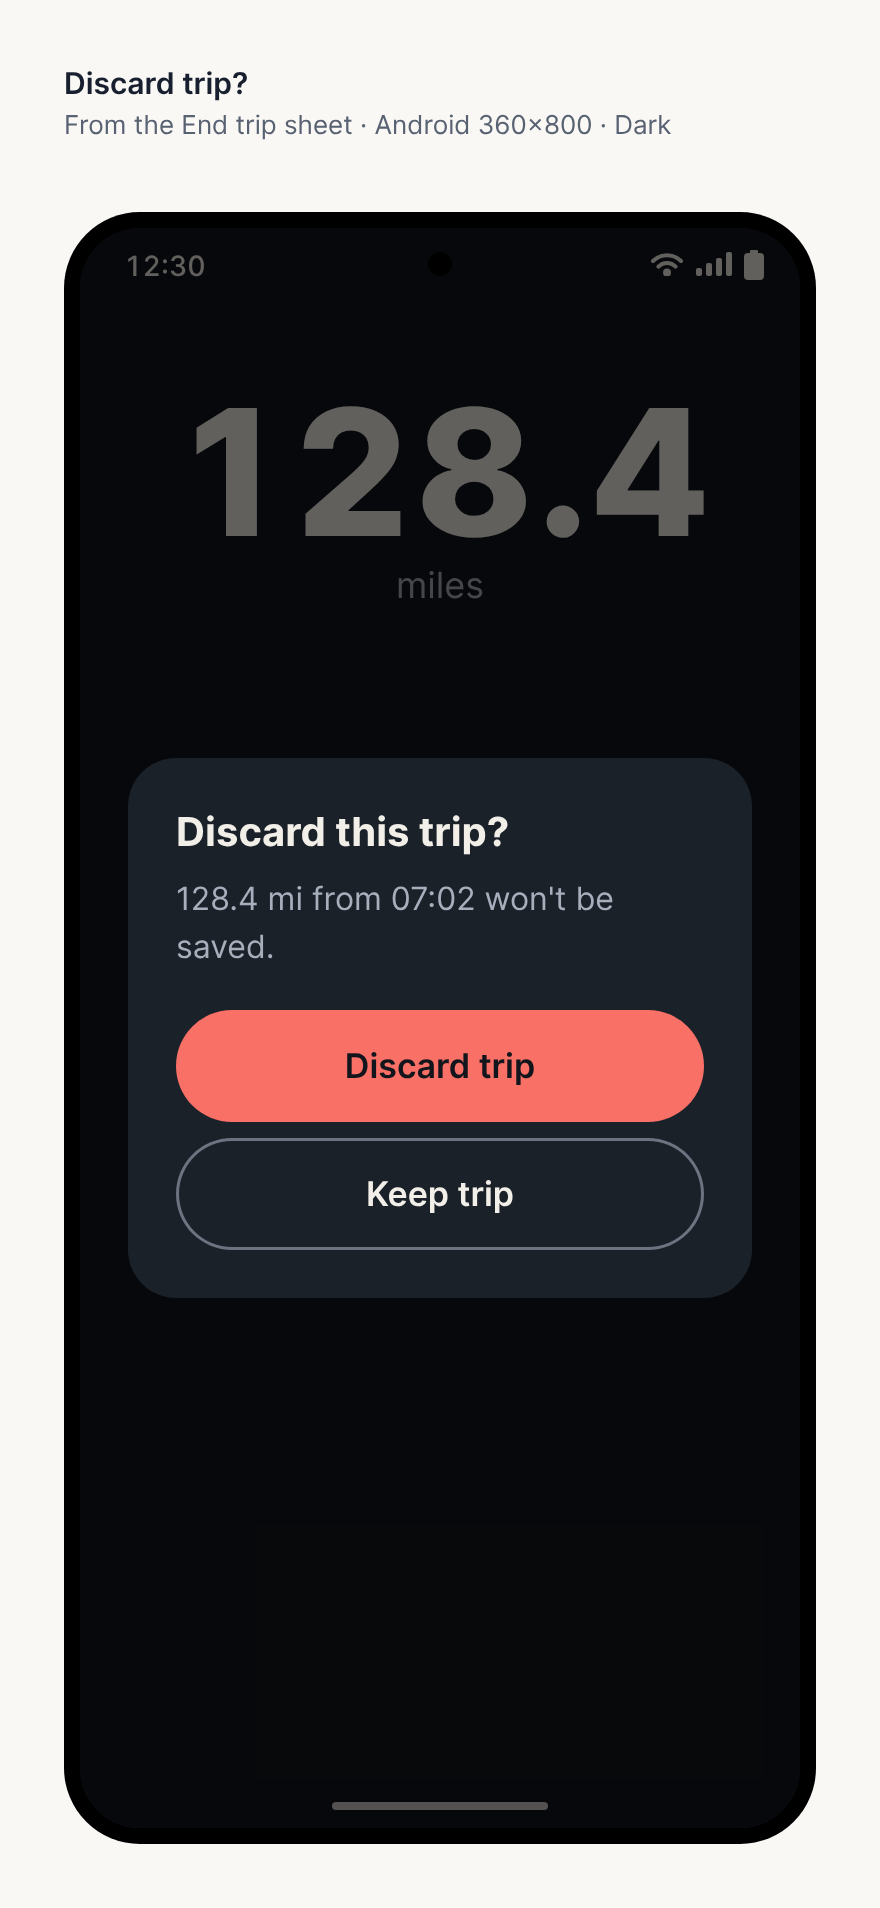 Discard trip?
From the End trip sheet · Android 360×800 · Dark
12:30
128.4
miles
Discard this trip?
128.4 mi from 07:02 won't be
saved.
Discard trip
Keep trip